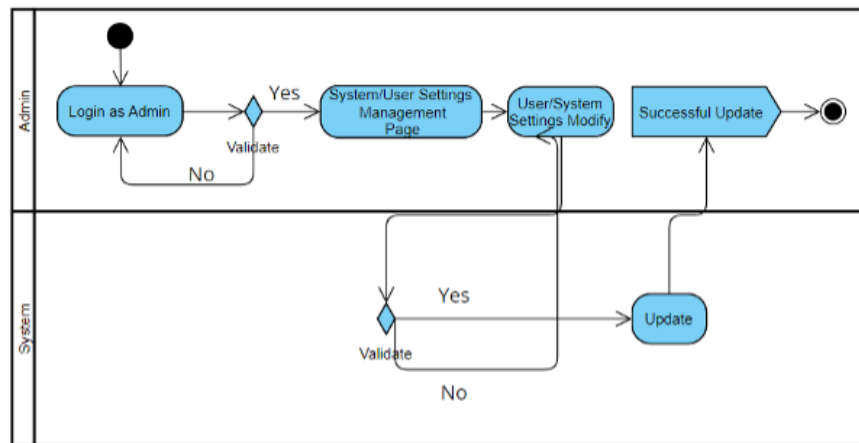 Admin
Login as Admin
Validate
Yes
No
System/User Settings
Management
Page
User/System
Settings Modify
Successful Update
System
Validate
Yes
No
Update